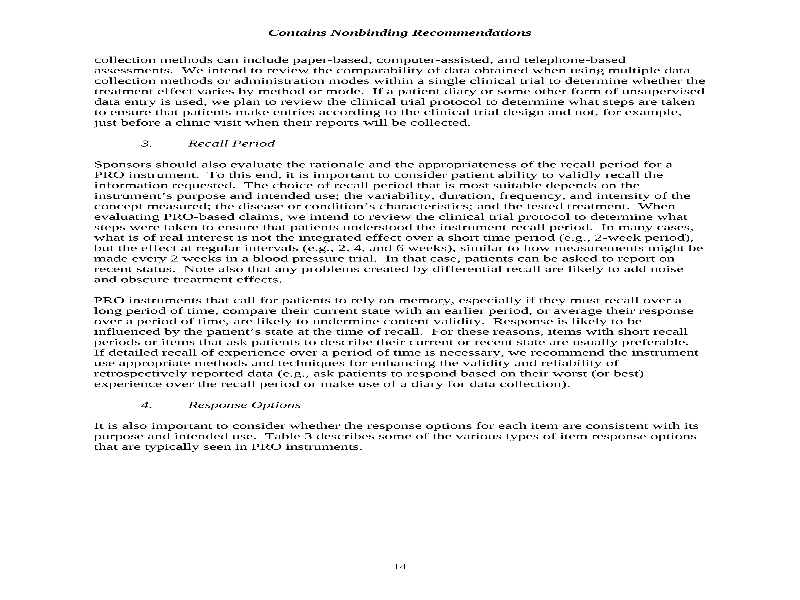 Contains Nonbinding Recommendations
collection methods can include paper-based, computer-assisted, and telephone-based
assessments. We intend to review the comparability of data obtained when using multiple data
collection methods or administration modes within a single clinical trial to determine whether the
treatment effect varies by method or mode. If a patient diary or some other form of unsupervised
data entry is used, we plan to review the clinical trial protocol to determine what steps are taken
to ensure that patients make entries according to the clinical trial design and not, for example,
just before a clinic visit when their reports will be collected.
3. Recall Period
Sponsors should also evaluate the rationale and the appropriateness of the recall period for a
PRO instrument. To this end, it is important to consider patient ability to validly recall the
information requested. The choice of recall period that is most suitable depends on the
instrument's purpose and intended use; the variability, duration, frequency, and intensity of the
concept measured; the disease or condition's characteristics; and the tested treatment. When
evaluating PRO-based claims, we intend to review the clinical trial protocol to determine what
steps were taken to ensure that patients understood the instrument recall period. In many cases,
what is of real interest is not the integrated effect over a short time period (e.g., 2-week period),
but the effect at regular intervals (e.g., 2, 4, and 6 weeks), similar to how measurements might be
made every 2 weeks in a blood pressure trial. In that case, patients can be asked to report on
recent status. Note also that any problems created by differential recall are likely to add noise
and obscure treatment effects.
PRO instruments that call for patients to rely on memory, especially if they must recall over a
long period of time, compare their current state with an earlier period, or average their response
over a period of time, are likely to undermine content validity. Response is likely to be
influenced by the patient's state at the time of recall. For these reasons, items with short recall
periods or items that ask patients to describe their current or recent state are usually preferable.
If detailed recall of experience over a period of time is necessary, we recommend the instrument
use appropriate methods and techniques for enhancing the validity and reliability of
retrospectively reported data (e.g., ask patients to respond based on their worst (or best)
experience over the recall period or make use of a diary for data collection).
4. Response Options
It is also important to consider whether the response options for each item are consistent with its
purpose and intended use. Table 3 describes some of the various types of item response options
that are typically seen in PRO instruments.
14